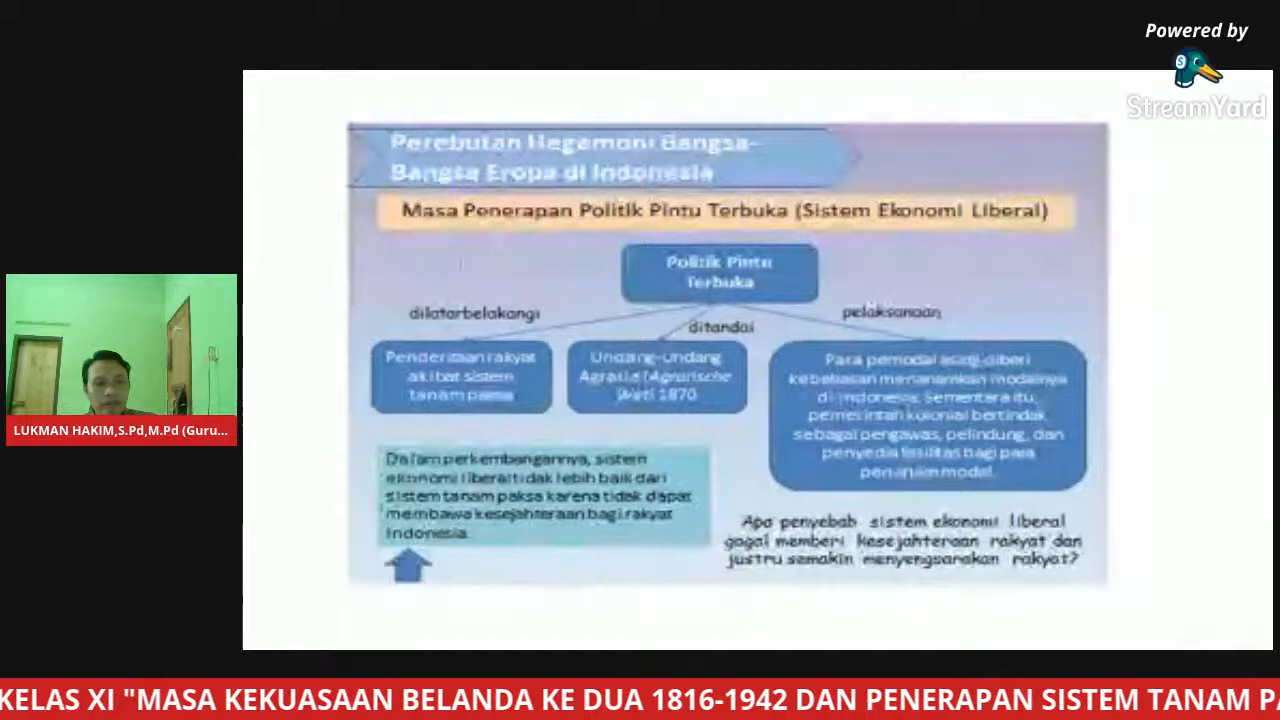 Powered by
StreamYard
Perebutan Hegemoni Bangsa-
Bangsa Eropa di Indonesia
Masa Penerapan Politik Pintu Terbuka (Sistem Ekonomi Liberal)
Politik Pintu
Terbuka
dilatarbelakangi
ditandai
pelaksanaan
Penderitaan rakyat
akibat sistem
tanam paksa
Undang-Undang
Agraria (Agrarische
Wet) 1870
Para pemodal asing diberi
kebebasan menanamkan modalnya
di Indonesia. Sementara itu,
pemerintah kolonial bertindak
sebagai pengawas, pelindung, dan
penyedia fasilitas bagi para
penanam modal.
Dalam perkembangannya, sistem
ekonomi liberal tidak lebih baik dari
sistem tanam paksa karena tidak dapat
membawa kesejahteraan bagi rakyat
Indonesia.
Apa penyebab sistem ekonomi liberal
gagal memberi kesejahteraan rakyat dan
justru semakin menyengsarakan rakyat?
LUKMAN HAKIM,S.Pd,M.Pd (Guru...
KELAS XI "MASA KEKUASAAN BELANDA KE DUA 1816-1942 DAN PENERAPAN SISTEM TANAM PA